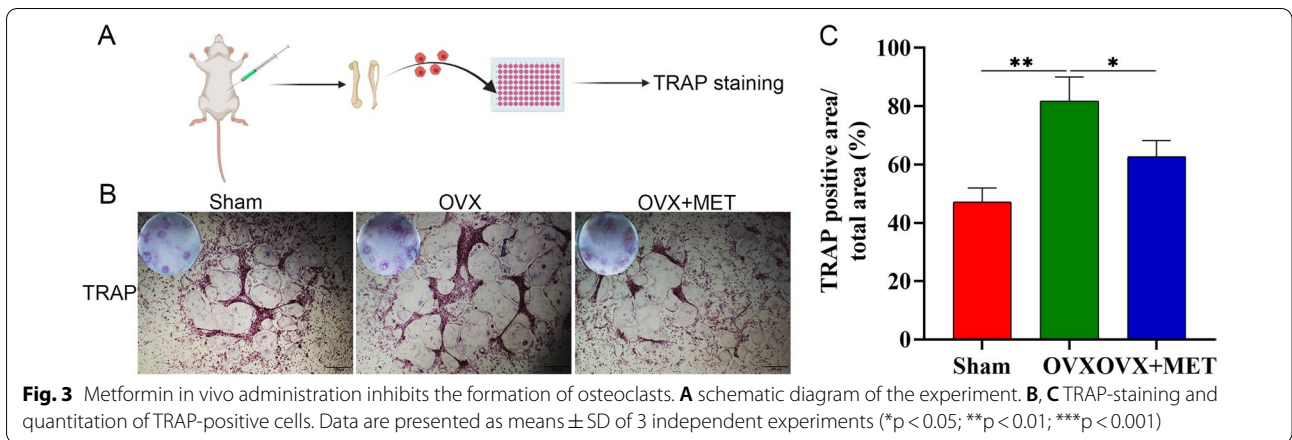 A
TRAP staining
B
Sham
OVX
OVX+MET
TRAP
C
TRAP positive area/
total area (%)
100
80
60
40
20
0
**
*
Sham
OVX
OVX+MET
Fig. 3 Metformin in vivo administration inhibits the formation of osteoclasts. A schematic diagram of the experiment. B, C TRAP-staining and
quantitation of TRAP-positive cells. Data are presented as means ± SD of 3 independent experiments (*p < 0.05; **p < 0.01; ***p < 0.001)